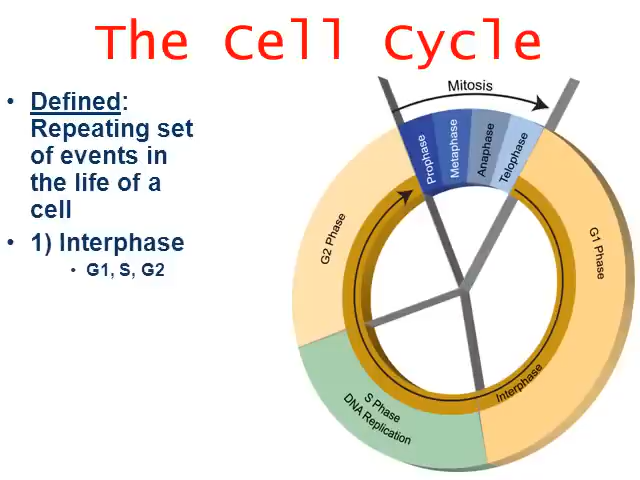 The Cell Cycle
• Defined:
Repeating set
of events in
the life of a
cell
• 1) Interphase
• G1, S, G2
Mitosis
Prophase
Metaphase
Anaphase
Telophase
G2 Phase
G1 Phase
Interphase
S Phase
DNA Replication